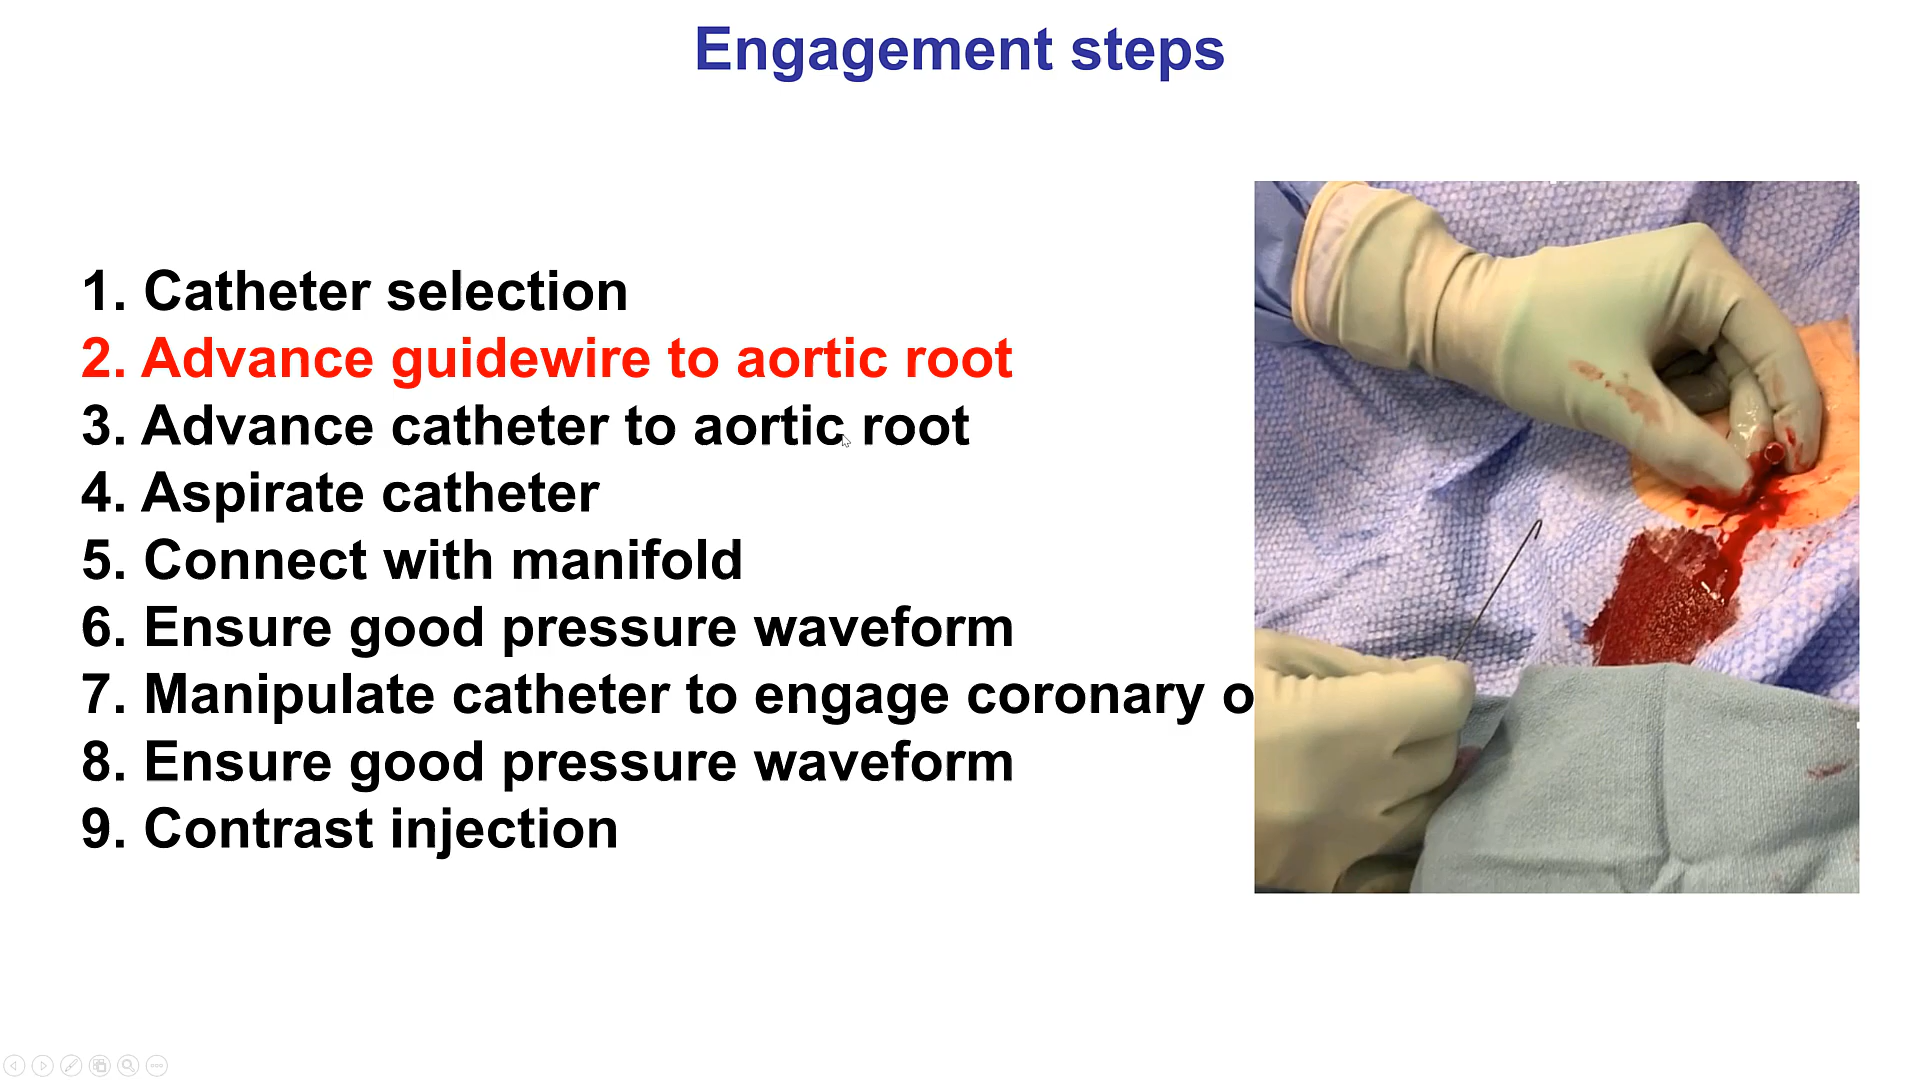 Engagement steps
1. Catheter selection
2. Advance guidewire to aortic root
3. Advance catheter to aortic root
4. Aspirate catheter
5. Connect with manifold
6. Ensure good pressure waveform
7. Manipulate catheter to engage coronary o
8. Ensure good pressure waveform
9. Contrast injection